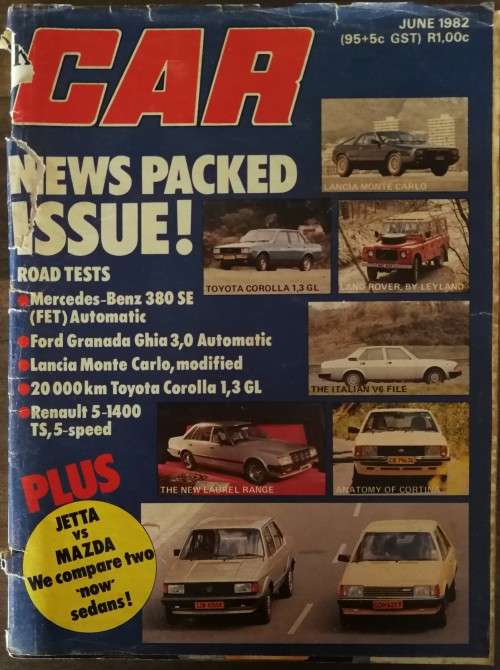 CAR
JUNE 1982
(95+5c GST) R1,00c
NEWS PACKED
ISSUE!
LANCIA MONTE CARLO
TOYOTA COROLLA 1,3 GL
LAND ROVER, BY LEYLAND
ROAD TESTS
Mercedes-Benz 380 SE
(FET) Automatic
Ford Granada Ghia 3,0 Automatic
Lancia Monte Carlo, modified
20 000 km Toyota Corolla 1,3 GL
Renault 5-1400
TS, 5-speed
THE ITALIAN V6 FILE
THE NEW LAUREL RANGE
ANATOMY OF CORTINA
PLUS
JETTA
vs
MAZDA
We compare two
"now"
sedans!